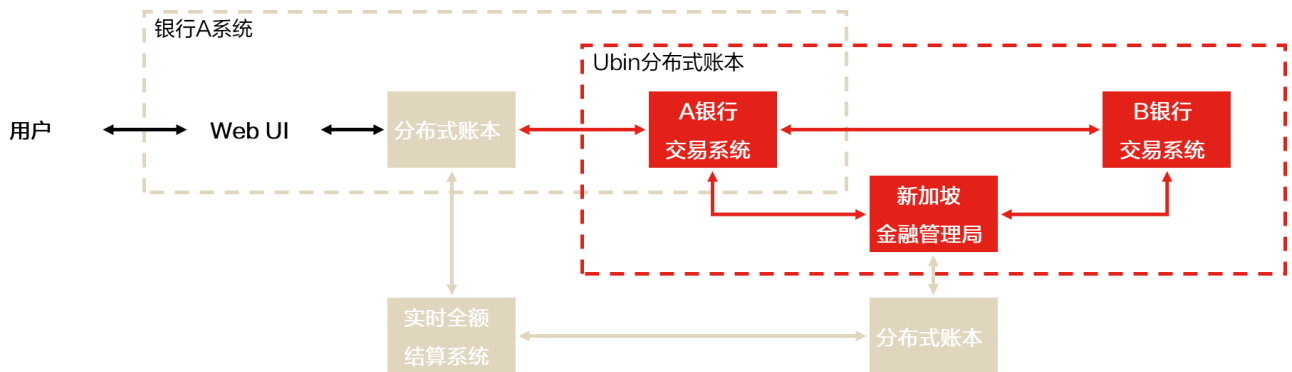 银行A系统
Ubin分布式账本
用户
Web UI
分布式账本
A银行
交易系统
B银行
交易系统
新加坡
金融管理局
实时全额
结算系统
分布式账本